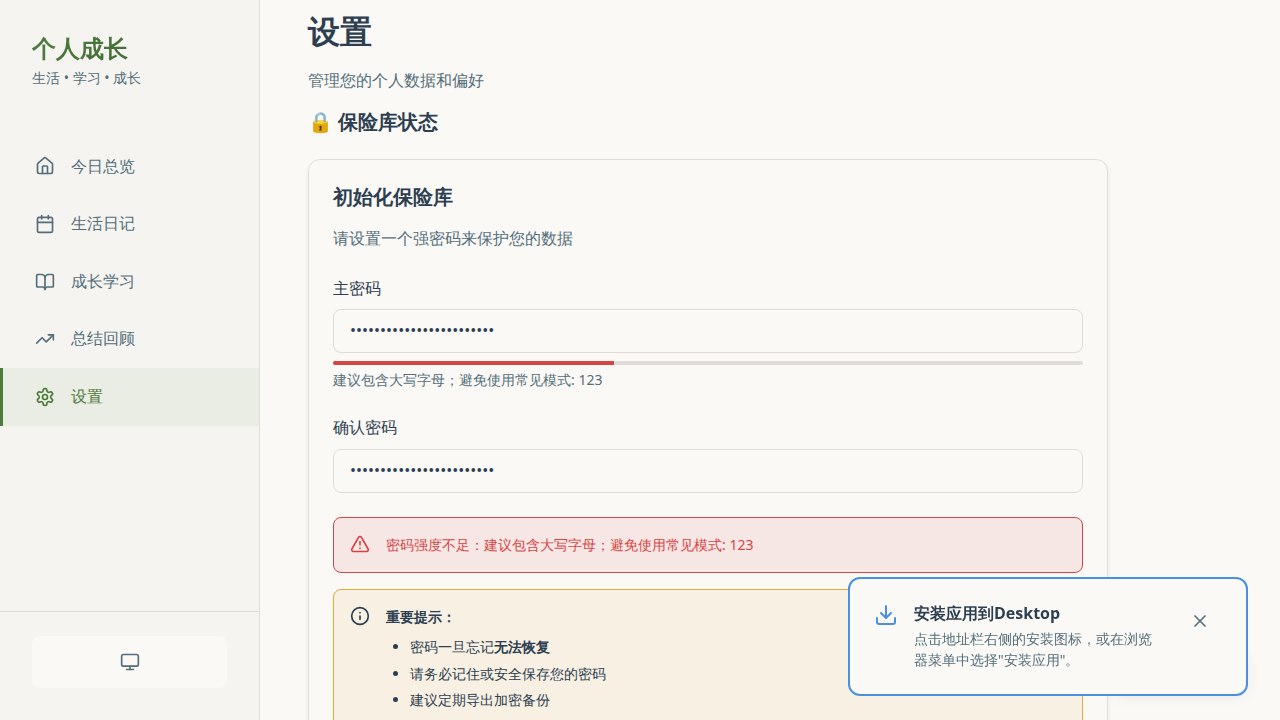 个人成长
生活 • 学习 • 成长
今日总览
生活日记
成长学习
总结回顾
设置
设置
管理您的个人数据和偏好
🔒 保险库状态
初始化保险库
请设置一个强密码来保护您的数据
主密码
••••••••••••••••••••••••
建议包含大写字母；避免使用常见模式: 123
确认密码
••••••••••••••••••••••••
密码强度不足：建议包含大写字母；避免使用常见模式: 123
重要提示：
• 密码一旦忘记无法恢复
• 请务必记住或安全保存您的密码
• 建议定期导出加密备份
安装应用到Desktop
点击地址栏右侧的安装图标，或在浏览
器菜单中选择"安装应用"。